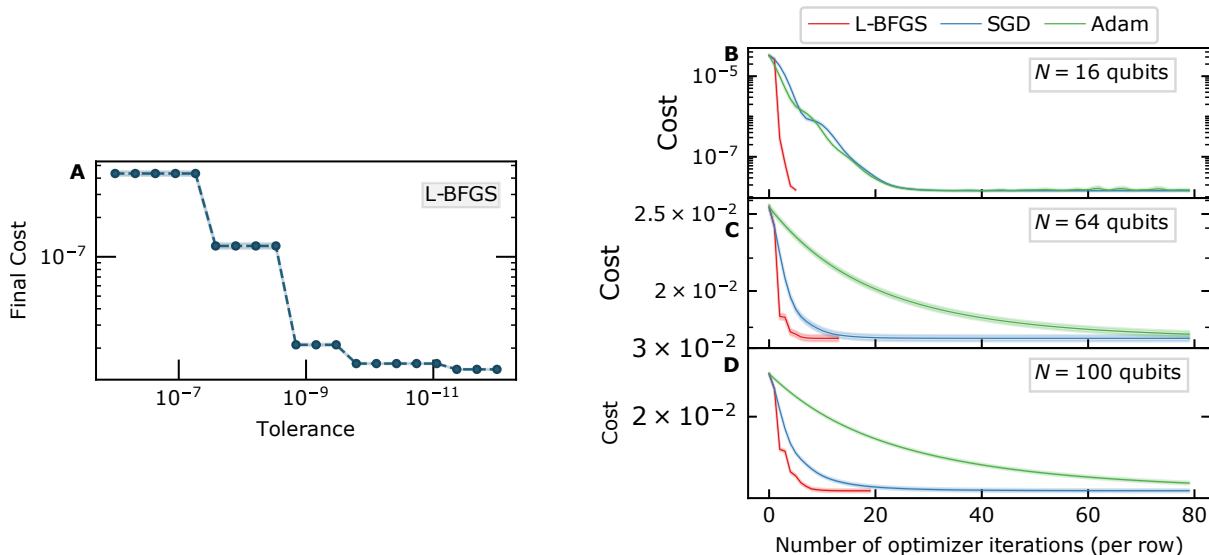 A
L-BFGS
Final Cost
10⁻⁷
10⁻⁷
10⁻⁹
10⁻¹¹
Tolerance
L-BFGS
SGD
Adam
B
N = 16 qubits
Cost
10⁻⁵
10⁻⁷
C
N = 64 qubits
Cost
2.5 × 10⁻²
2 × 10⁻²
D
N = 100 qubits
Cost
3 × 10⁻²
2 × 10⁻²
0
20
40
60
80
Number of optimizer iterations (per row)